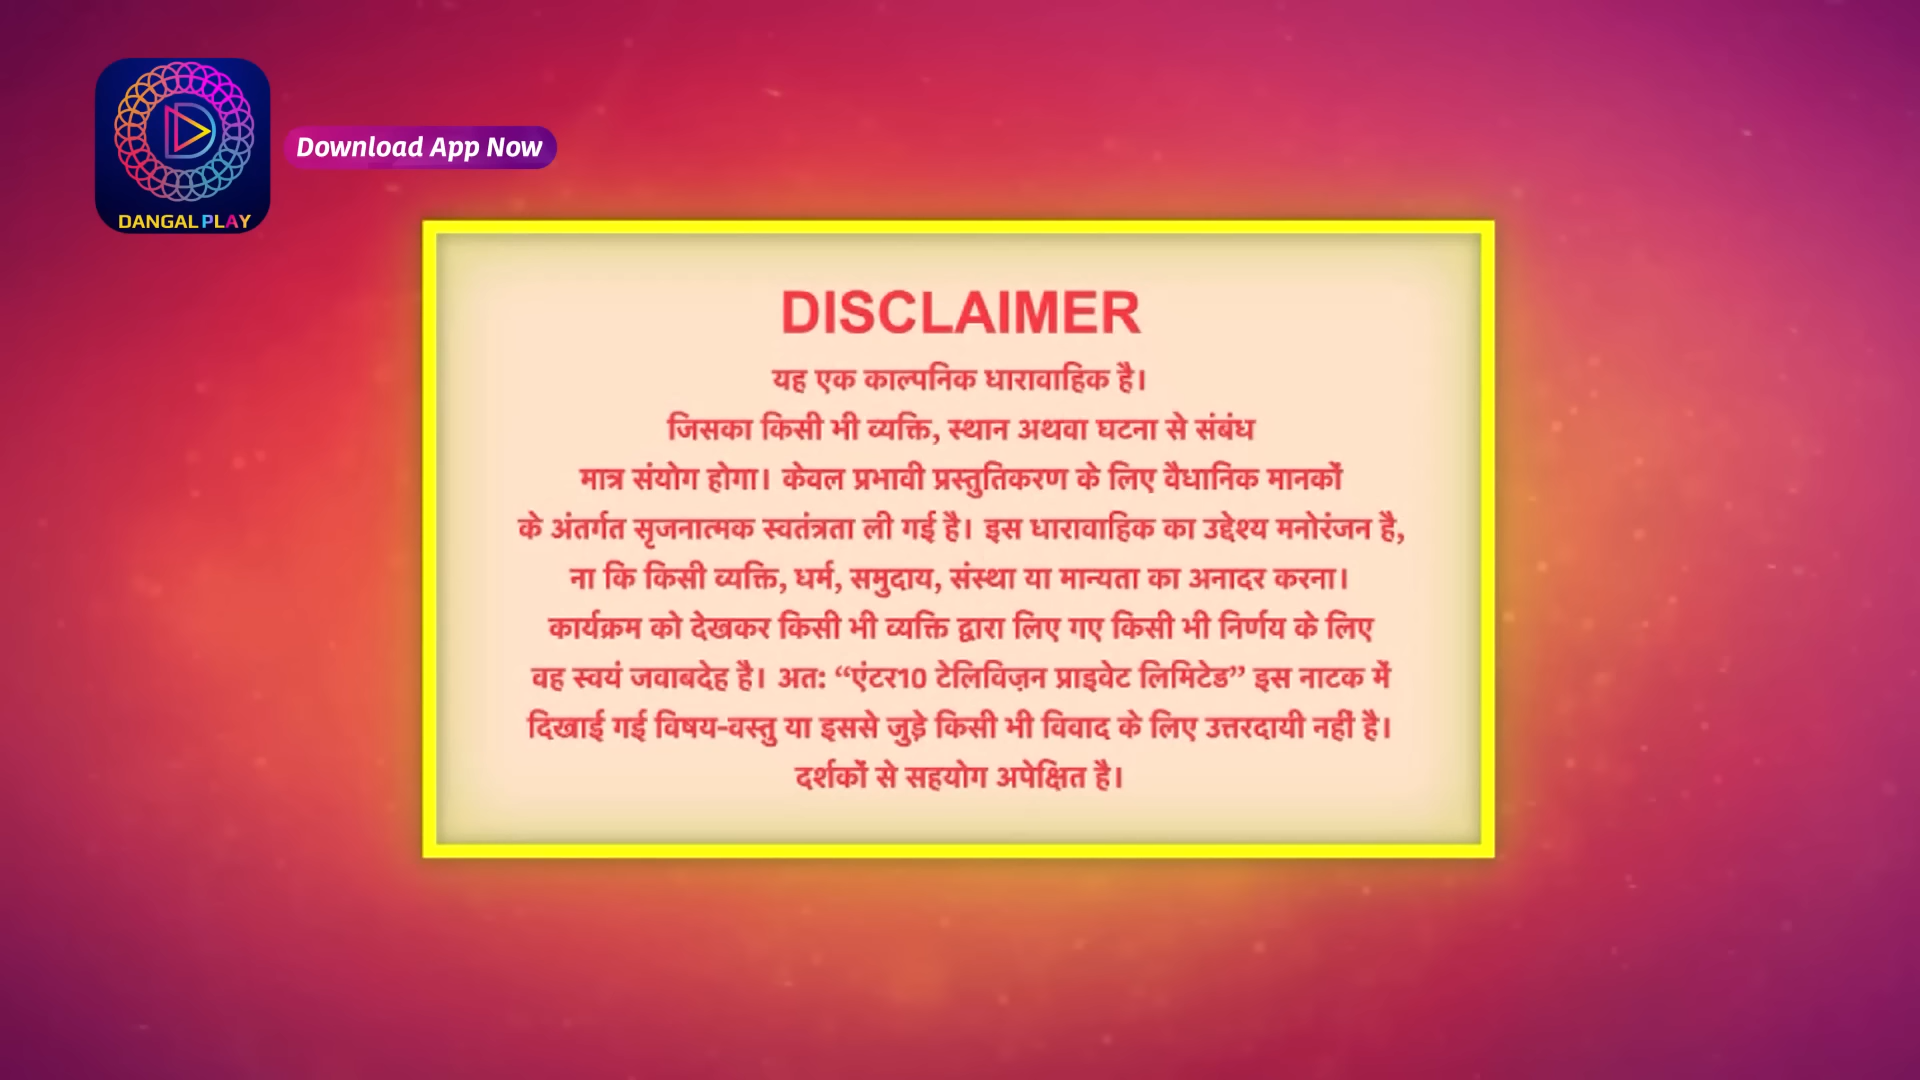 DANGAL PLAY
Download App Now
DISCLAIMER
यह एक काल्पनिक धारावाहिक है।
जिसका किसी भी व्यक्ति, स्थान अथवा घटना से संबंध
मात्र संयोग होगा। केवल प्रभावी प्रस्तुतिकरण के लिए वैधानिक मानकों
के अंतर्गत सृजनात्मक स्वतंत्रता ली गई है। इस धारावाहिक का उद्देश्य मनोरंजन है,
ना कि किसी व्यक्ति, धर्म, समुदाय, संस्था या मान्यता का अनादर करना।
कार्यक्रम को देखकर किसी भी व्यक्ति द्वारा लिए गए किसी भी निर्णय के लिए
वह स्वयं जवाबदेह है। अत: “एंटर10 टेलिविज़न प्राइवेट लिमिटेड” इस नाटक में
दिखाई गई विषय-वस्तु या इससे जुड़े किसी भी विवाद के लिए उत्तरदायी नहीं है।
दर्शकों से सहयोग अपेक्षित है।